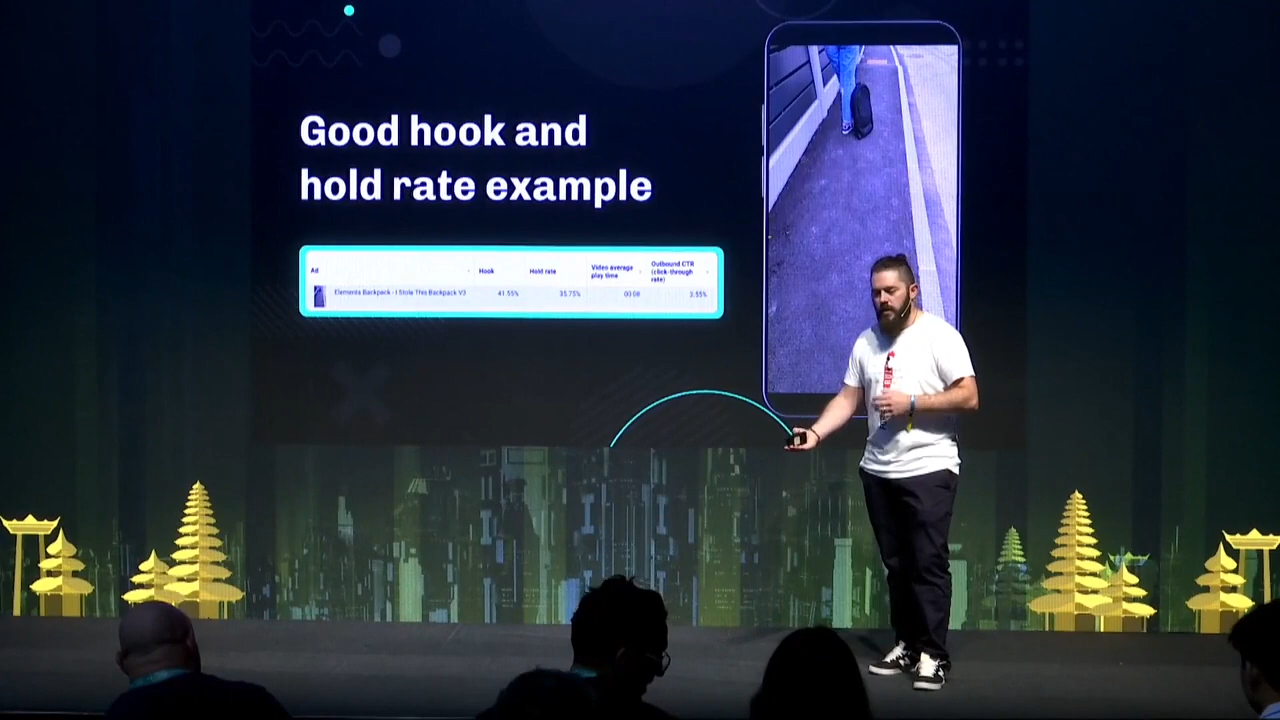 Good hook and
hold rate example
Ad Hook Hold rate Video average play time Outbound CTR (click-through rate)
Elements Backpack - I Stole This Backpack V3 41.55% 35.75% 00:08 3.55%